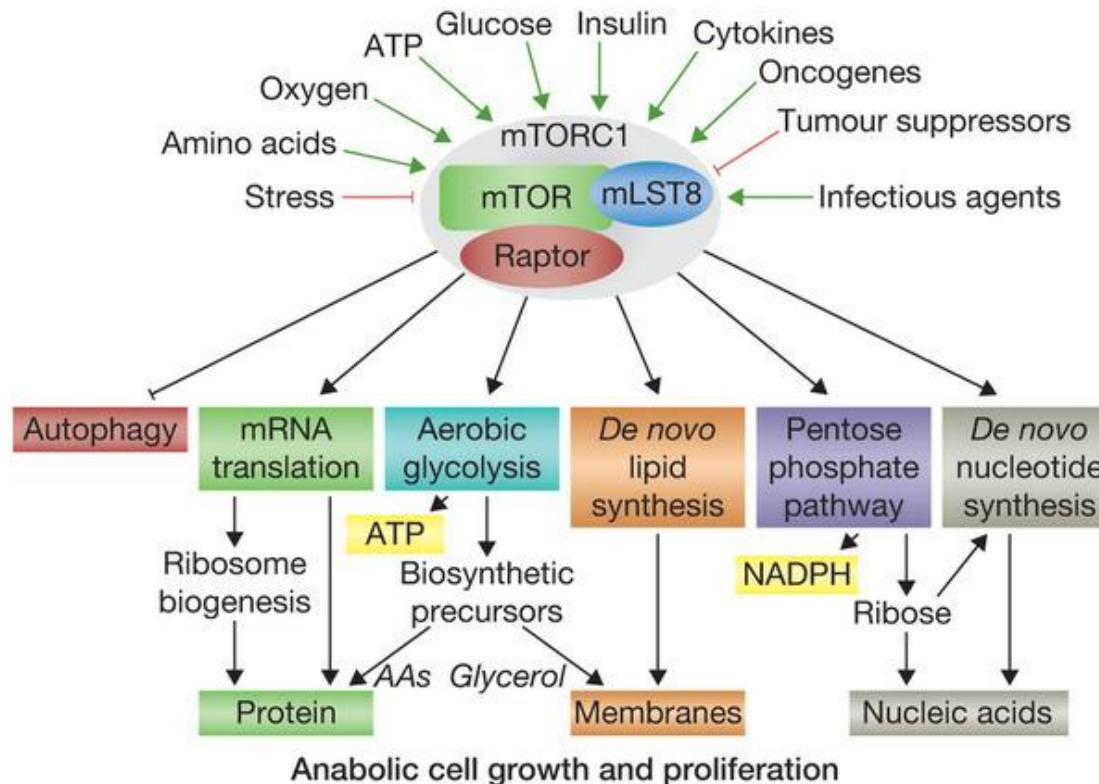 Glucose
Insulin
ATP
Cytokines
Oxygen
Oncogenes
Amino acids
mTORC1
Tumour suppressors
Stress
mTOR
mLST8
Infectious agents
Raptor
Autophagy
mRNA
translation
Aerobic
glycolysis
De novo
lipid
synthesis
Pentose
phosphate
pathway
De novo
nucleotide
synthesis
ATP
NADPH
Ribosome
biogenesis
Biosynthetic
precursors
Ribose
AAs
Glycerol
Protein
Membranes
Nucleic acids
Anabolic cell growth and proliferation